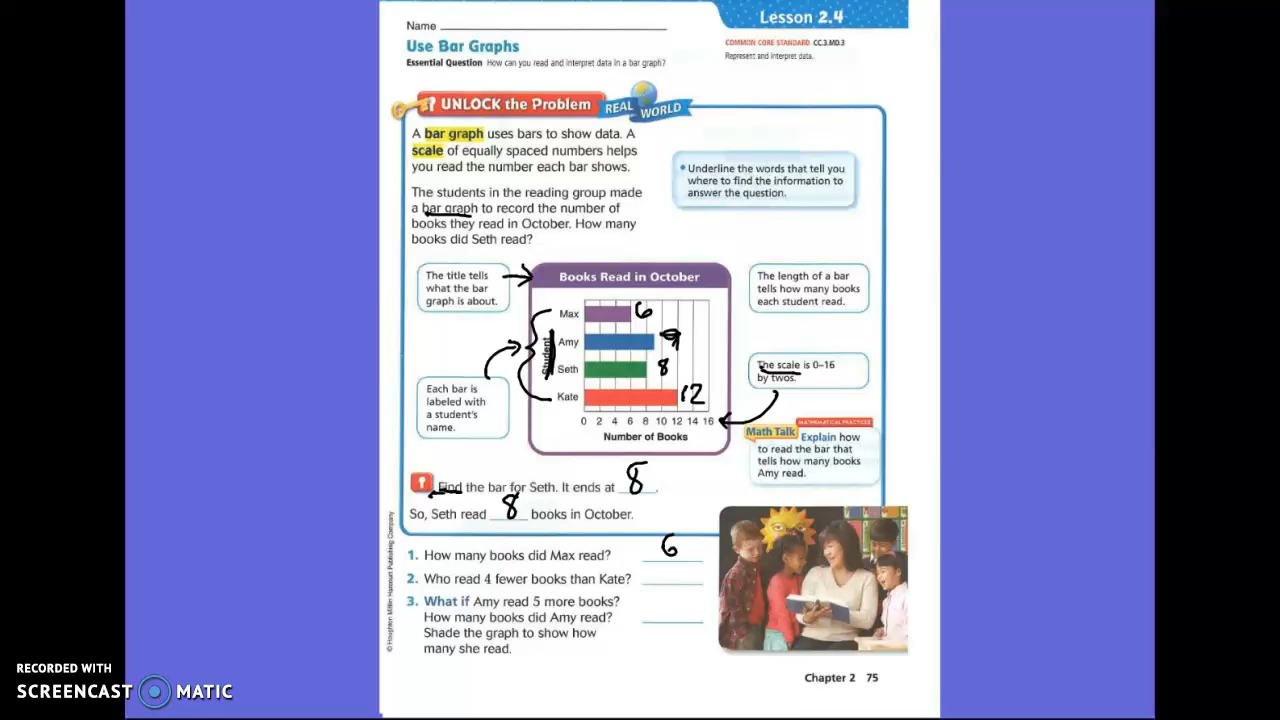 Lesson 2.4
Name
Use Bar Graphs
Essential Question How can you read and interpret data in a bar graph?
COMMON CORE STANDARD CC.3.MD.3
Represent and interpret data.
UNLOCK the Problem
REAL WORLD
A bar graph uses bars to show data. A
scale of equally spaced numbers helps
you read the number each bar shows.
The students in the reading group made
a bar graph to record the number of
books they read in October. How many
books did Seth read?
• Underline the words that tell you
where to find the information to
answer the question.
The title tells
what the bar
graph is about.
Each bar is
labeled with
a student's
name.
Books Read in October
Student
Max 6
Amy 9
Seth 8
Kate 12
0 2 4 6 8 10 12 14 16
Number of Books
The length of a bar
tells how many books
each student read.
The scale is 0–16
by twos.
Math Talk
MATHEMATICAL PRACTICES
Explain how
to read the bar that
tells how many books
Amy read.
Find the bar for Seth. It ends at 8.
So, Seth read 8 books in October.
1. How many books did Max read? 6
2. Who read 4 fewer books than Kate?
3. What if Amy read 5 more books?
How many books did Amy read?
Shade the graph to show how
many she read.
© Houghton Mifflin Harcourt Publishing Company
Chapter 2 75
RECORDED WITH
SCREENCAST MATIC